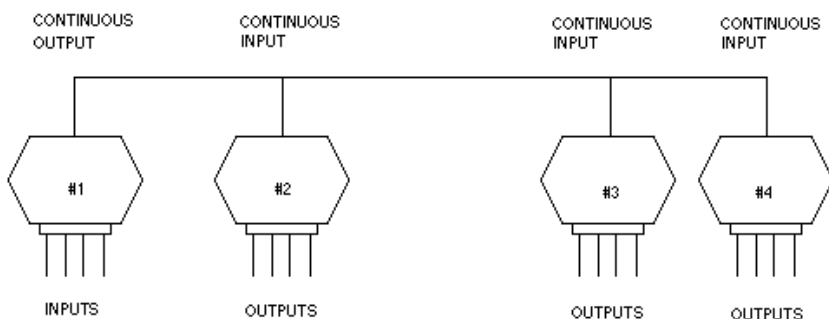 CONTINUOUS
OUTPUT
CONTINUOUS
INPUT
CONTINUOUS
INPUT
CONTINUOUS
INPUT
#1
#2
#3
#4
INPUTS
OUTPUTS
OUTPUTS
OUTPUTS